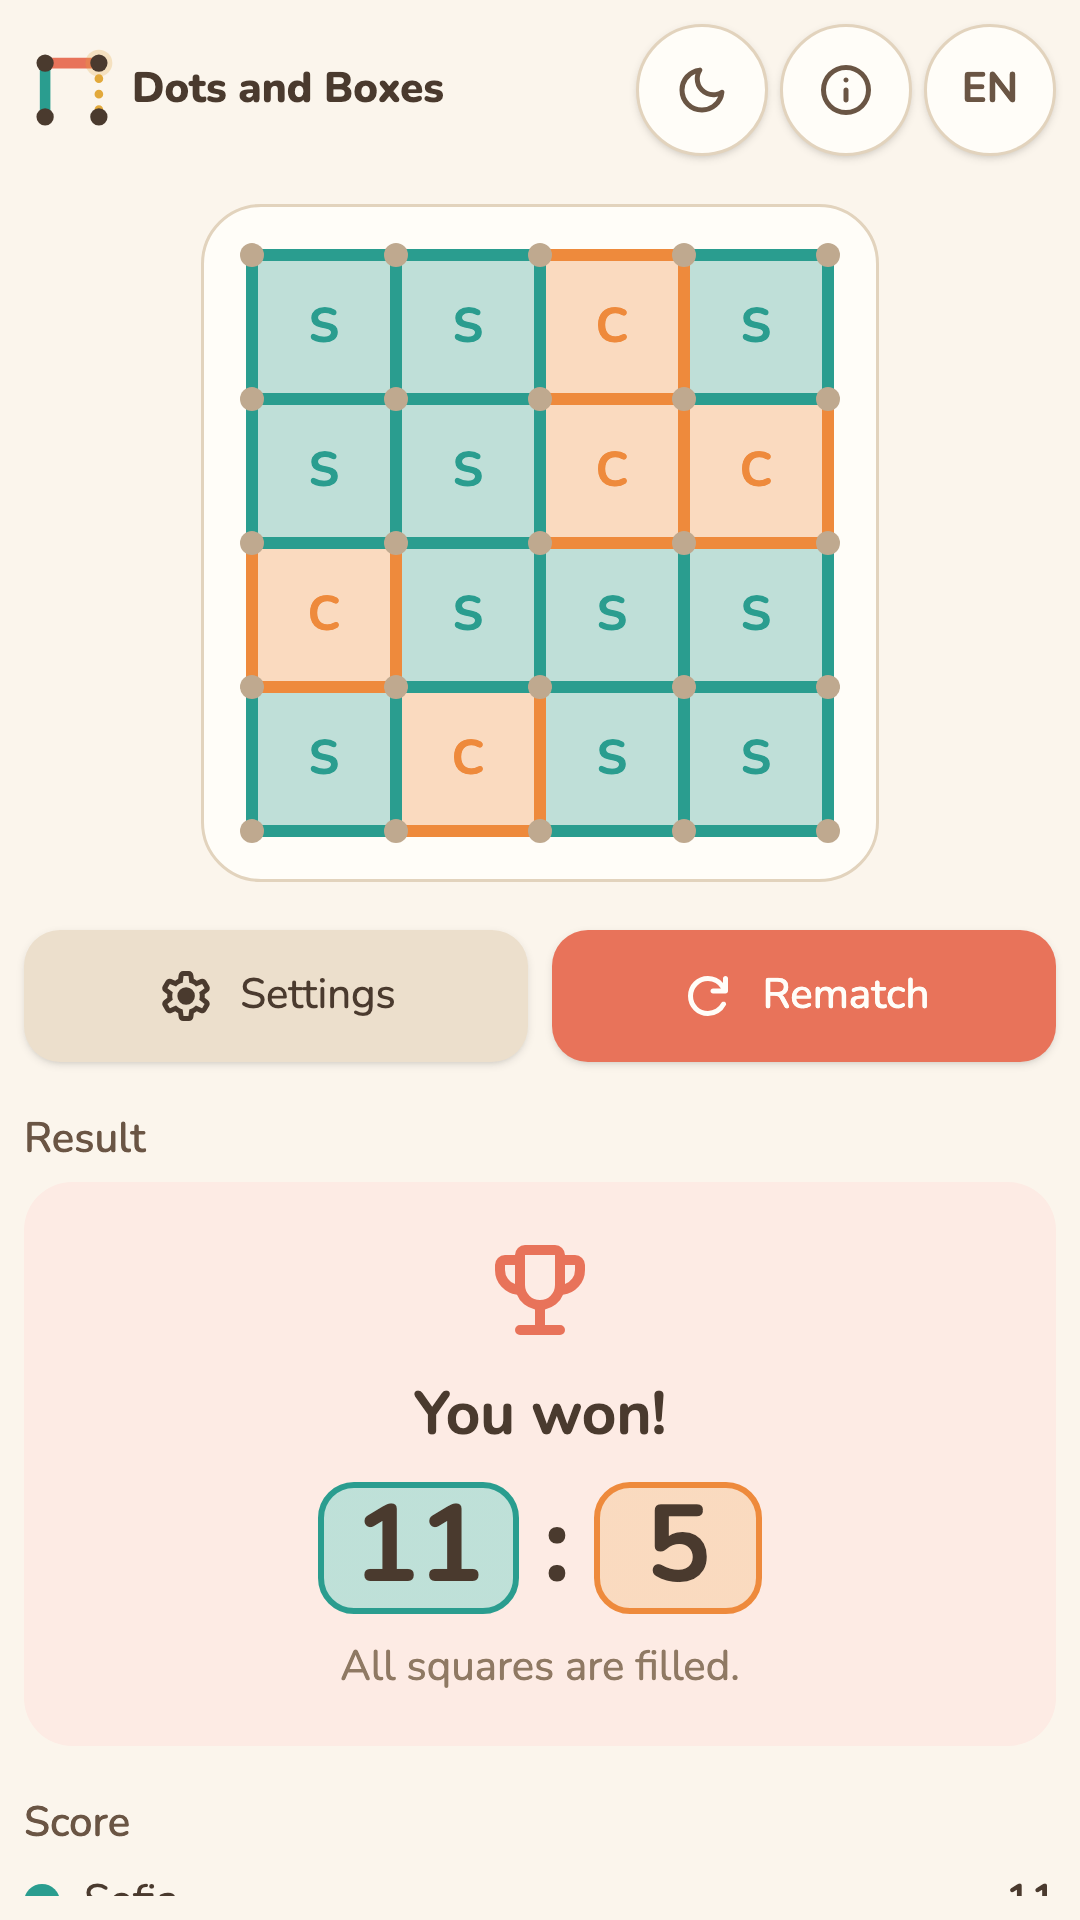 Dots and Boxes
EN
S S C S
S S C C
C S S S
S C S S
Settings
Rematch
Result
You won!
11 : 5
All squares are filled.
Score